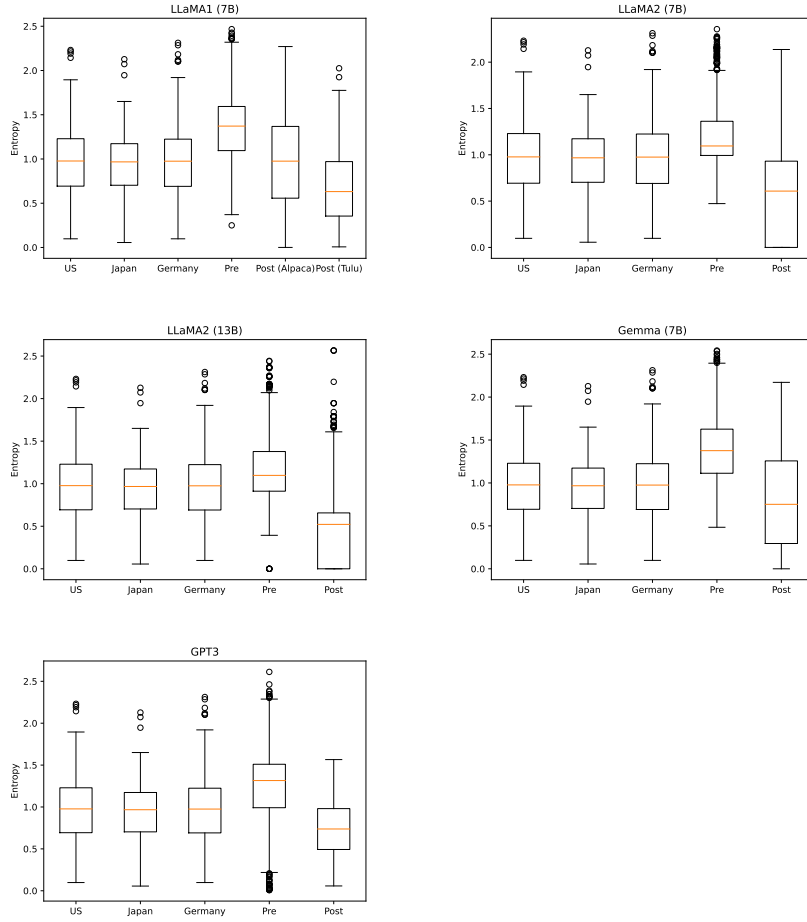 LLaMA1 (7B)
Entropy
2.5
2.0
1.5
1.0
0.5
0.0
US Japan Germany Pre Post (Alpaca) Post (Tulu)
LLaMA2 (7B)
Entropy
2.0
1.5
1.0
0.5
0.0
US Japan Germany Pre Post
LLaMA2 (13B)
Entropy
2.5
2.0
1.5
1.0
0.5
0.0
US Japan Germany Pre Post
Gemma (7B)
Entropy
2.5
2.0
1.5
1.0
0.5
0.0
US Japan Germany Pre Post
GPT3
Entropy
2.5
2.0
1.5
1.0
0.5
0.0
US Japan Germany Pre Post